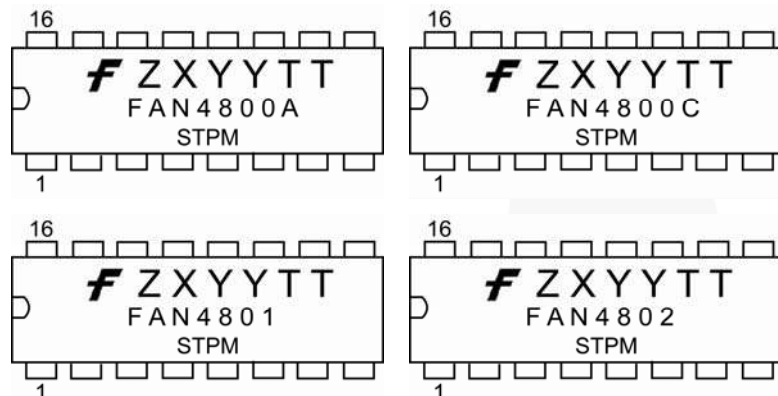 16
ZXYYTT
FAN4800A
STPM
1
16
ZXYYTT
FAN4800C
STPM
1
16
ZXYYTT
FAN4801
STPM
1
16
ZXYYTT
FAN4802
STPM
1